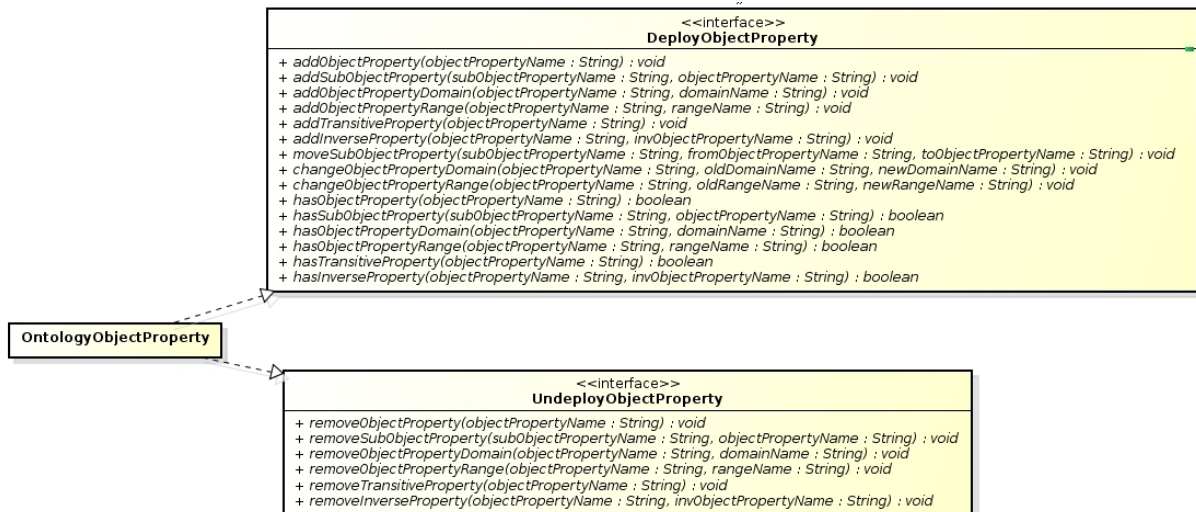 <<interface>>
DeployObjectProperty
+ addObjectProperty(objectPropertyName : String) : void
+ addSubObjectProperty(subObjectPropertyName : String, objectPropertyName : String) : void
+ addObjectPropertyDomain(objectPropertyName : String, domainName : String) : void
+ addObjectPropertyRange(objectPropertyName : String, rangeName : String) : void
+ addTransitiveProperty(objectPropertyName : String) : void
+ addInverseProperty(objectPropertyName : String, invObjectPropertyName : String) : void
+ moveSubObjectProperty(subObjectPropertyName : String, fromObjectPropertyName : String, toObjectPropertyName : String) : void
+ changeObjectPropertyDomain(objectPropertyName : String, oldDomainName : String, newDomainName : String) : void
+ changeObjectPropertyRange(objectPropertyName : String, oldRangeName : String, newRangeName : String) : void
+ hasObjectProperty(objectPropertyName : String) : boolean
+ hasSubObjectProperty(subObjectPropertyName : String, objectPropertyName : String) : boolean
+ hasObjectPropertyDomain(objectPropertyName : String, domainName : String) : boolean
+ hasObjectPropertyRange(objectPropertyName : String, rangeName : String) : boolean
+ hasTransitiveProperty(objectPropertyName : String) : boolean
+ hasInverseProperty(objectPropertyName : String, invObjectPropertyName : String) : boolean
OntologyObjectProperty
<<interface>>
UndeployObjectProperty
+ removeObjectProperty(objectPropertyName : String) : void
+ removeSubObjectProperty(subObjectPropertyName : String, objectPropertyName : String) : void
+ removeObjectPropertyDomain(objectPropertyName : String, domainName : String) : void
+ removeObjectPropertyRange(objectPropertyName : String, rangeName : String) : void
+ removeTransitiveProperty(objectPropertyName : String) : void
+ removeInverseProperty(objectPropertyName : String, invObjectPropertyName : String) : void